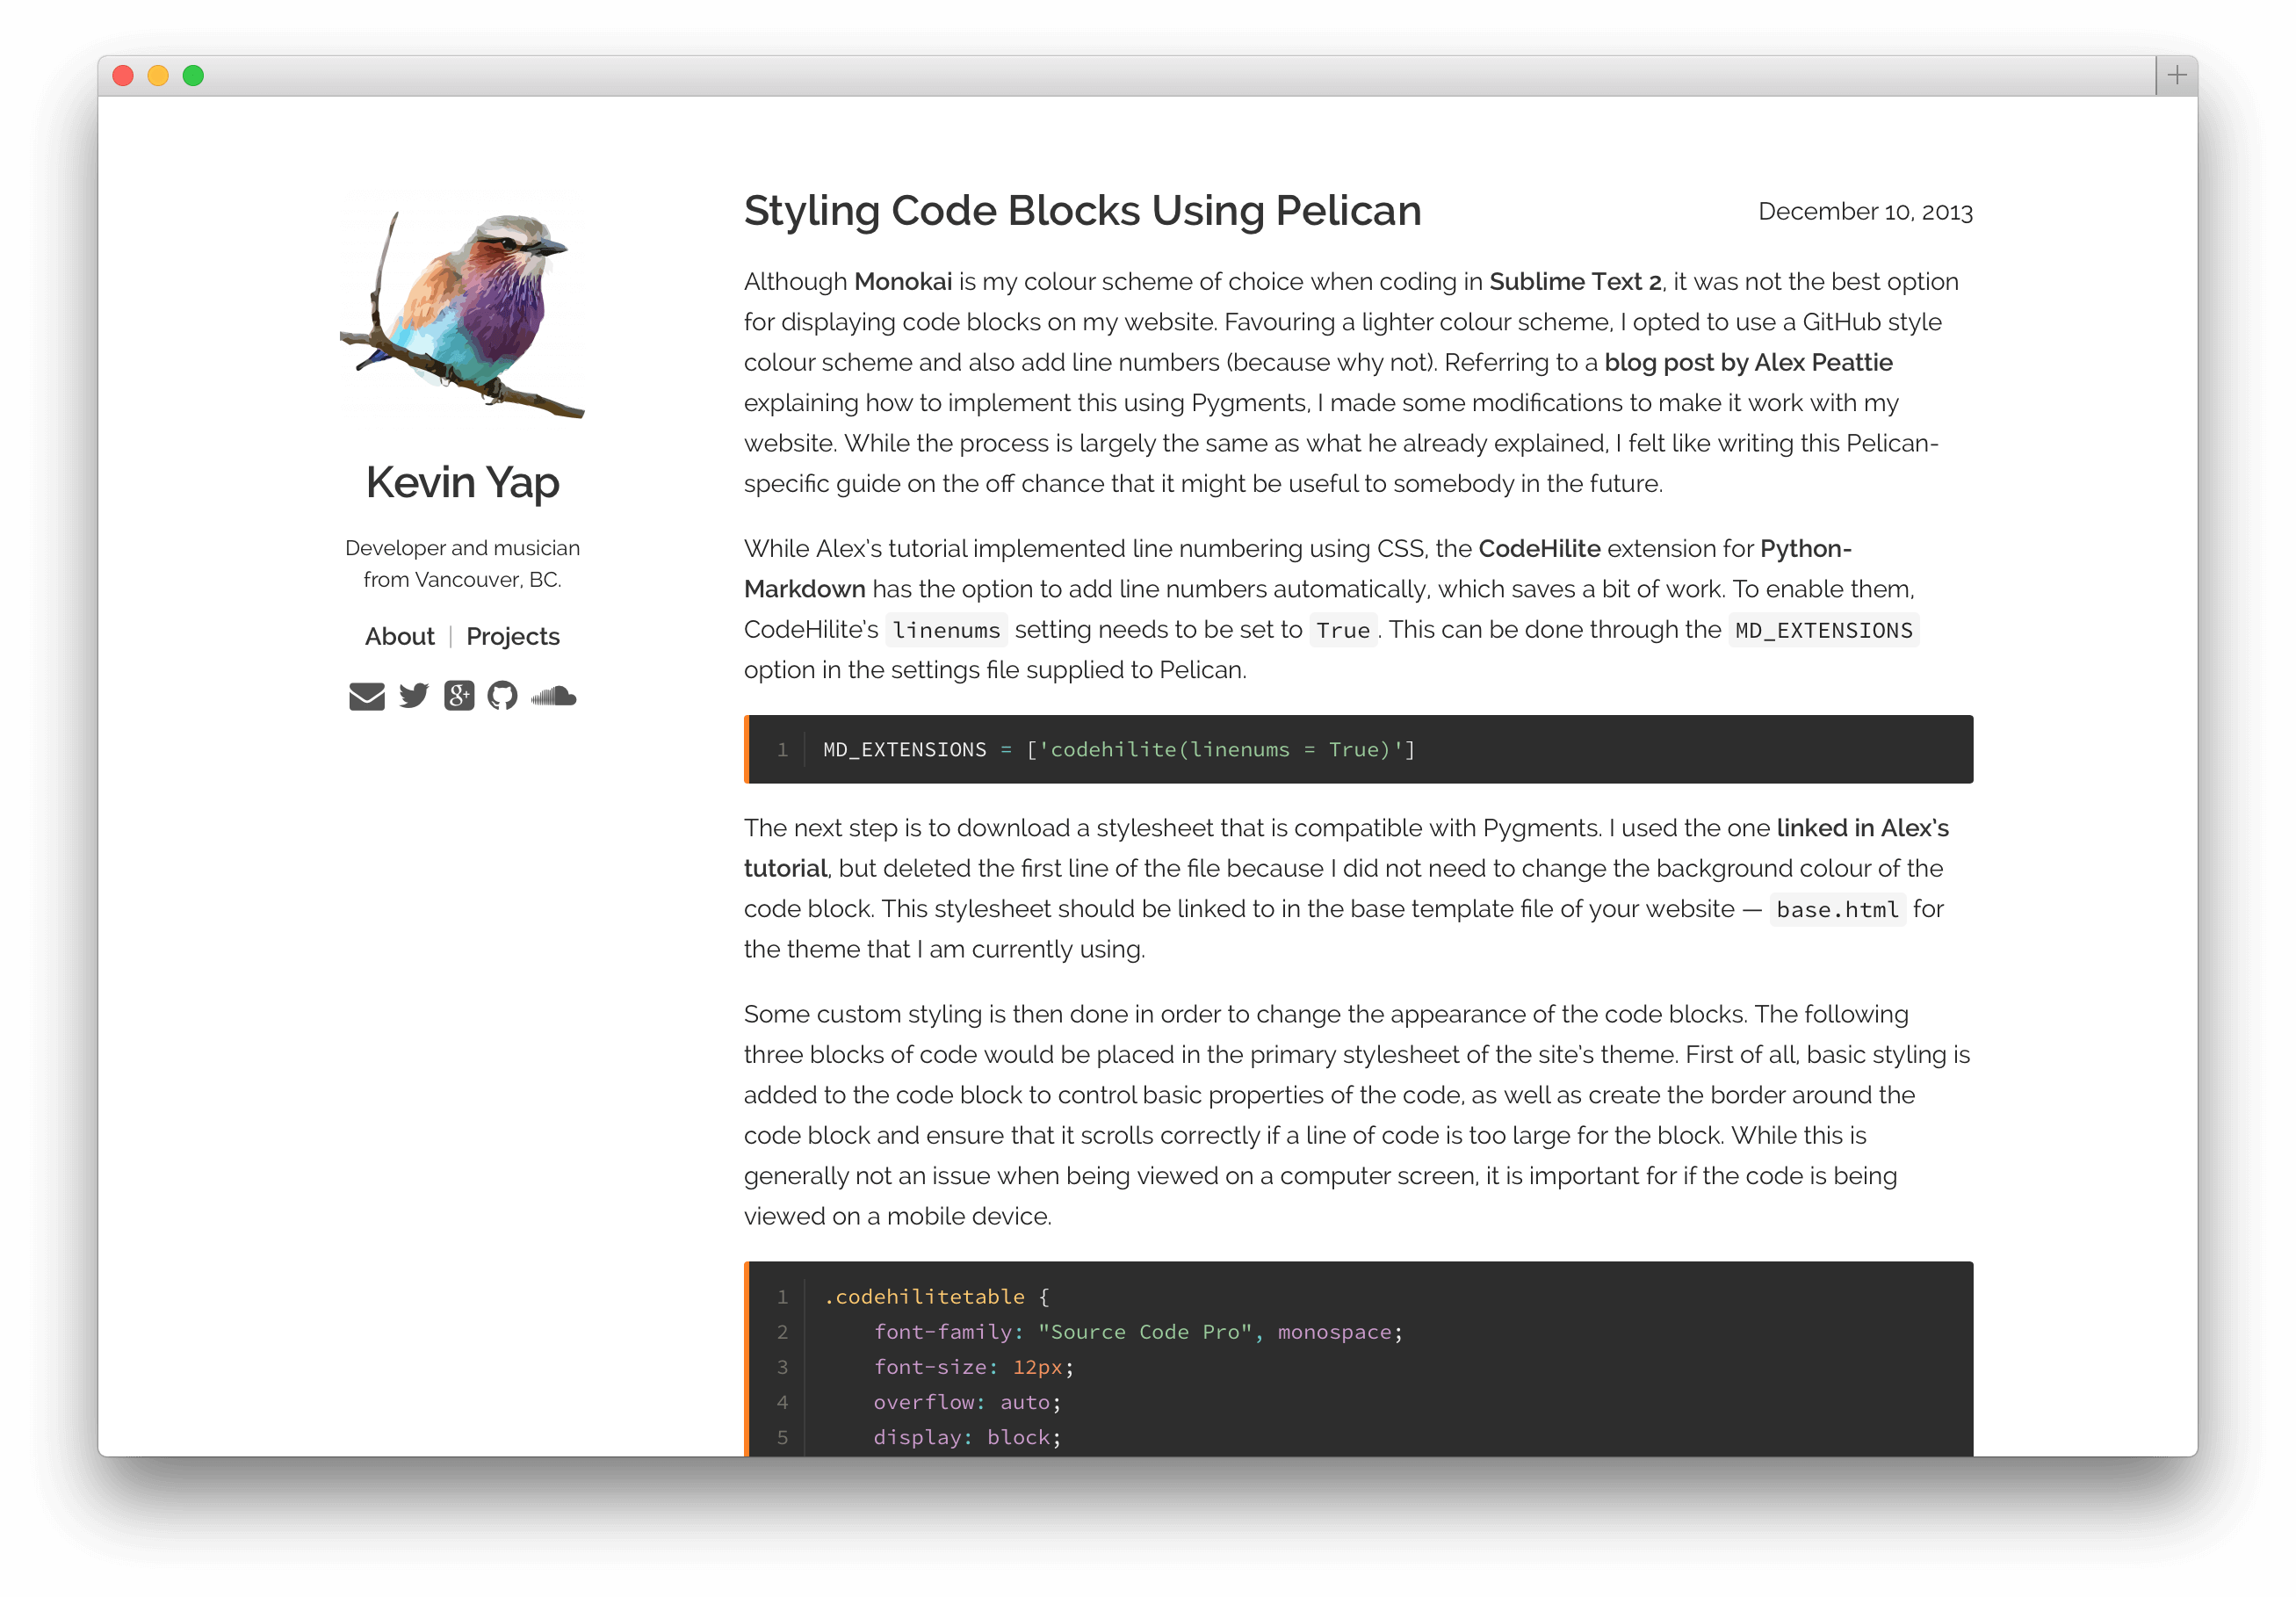 Kevin Yap
Developer and musician
from Vancouver, BC.
About | Projects
Styling Code Blocks Using Pelican
December 10, 2013
Although Monokai is my colour scheme of choice when coding in Sublime Text 2, it was not the best option
for displaying code blocks on my website. Favouring a lighter colour scheme, I opted to use a GitHub style
colour scheme and also add line numbers (because why not). Referring to a blog post by Alex Peattie
explaining how to implement this using Pygments, I made some modifications to make it work with my
website. While the process is largely the same as what he already explained, I felt like writing this Pelican-
specific guide on the off chance that it might be useful to somebody in the future.
While Alex’s tutorial implemented line numbering using CSS, the CodeHilite extension for Python-
Markdown has the option to add line numbers automatically, which saves a bit of work. To enable them,
CodeHilite’s linenums setting needs to be set to True. This can be done through the MD_EXTENSIONS
option in the settings file supplied to Pelican.
1 MD_EXTENSIONS = ['codehilite(linenums = True)']
The next step is to download a stylesheet that is compatible with Pygments. I used the one linked in Alex’s
tutorial, but deleted the first line of the file because I did not need to change the background colour of the
code block. This stylesheet should be linked to in the base template file of your website — base.html for
the theme that I am currently using.
Some custom styling is then done in order to change the appearance of the code blocks. The following
three blocks of code would be placed in the primary stylesheet of the site’s theme. First of all, basic styling is
added to the code block to control basic properties of the code, as well as create the border around the
code block and ensure that it scrolls correctly if a line of code is too large for the block. While this is
generally not an issue when being viewed on a computer screen, it is important for if the code is being
viewed on a mobile device.
1 .codehilitetable {
2     font-family: "Source Code Pro", monospace;
3     font-size: 12px;
4     overflow: auto;
5     display: block;